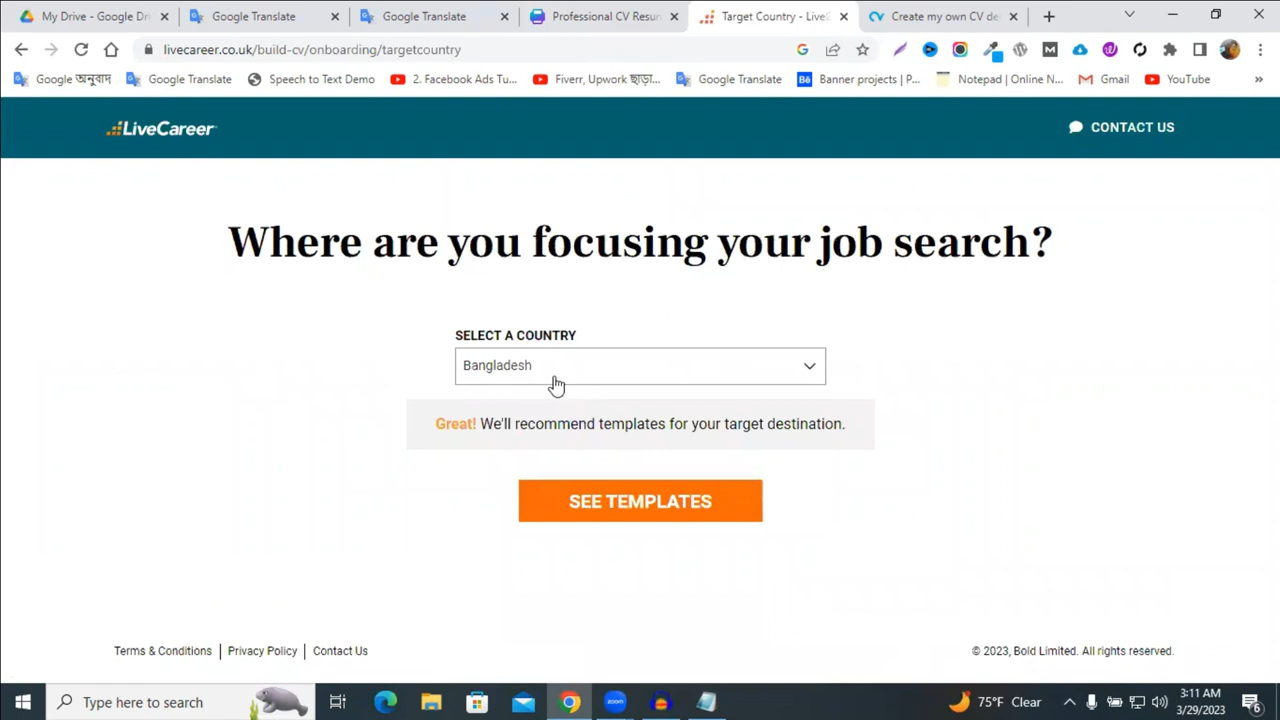 My Drive - Google Dri
Google Translate
Google Translate
Professional CV Resun
Target Country - LiveC
Create my own CV de
livecareer.co.uk/build-cv/onboarding/targetcountry
Google অনুবাদ
Google Translate
Speech to Text Demo
2. Facebook Ads Tu...
Fiverr, Upwork ছাড়া...
Google Translate
Banner projects | P...
Notepad | Online N...
Gmail
YouTube
LiveCareer
CONTACT US
Where are you focusing your job search?
SELECT A COUNTRY
Bangladesh
Great! We'll recommend templates for your target destination.
SEE TEMPLATES
Terms & Conditions | Privacy Policy | Contact Us
© 2023, Bold Limited. All rights reserved.
Type here to search
zoom
75°F Clear
3:11 AM
3/29/2023
6